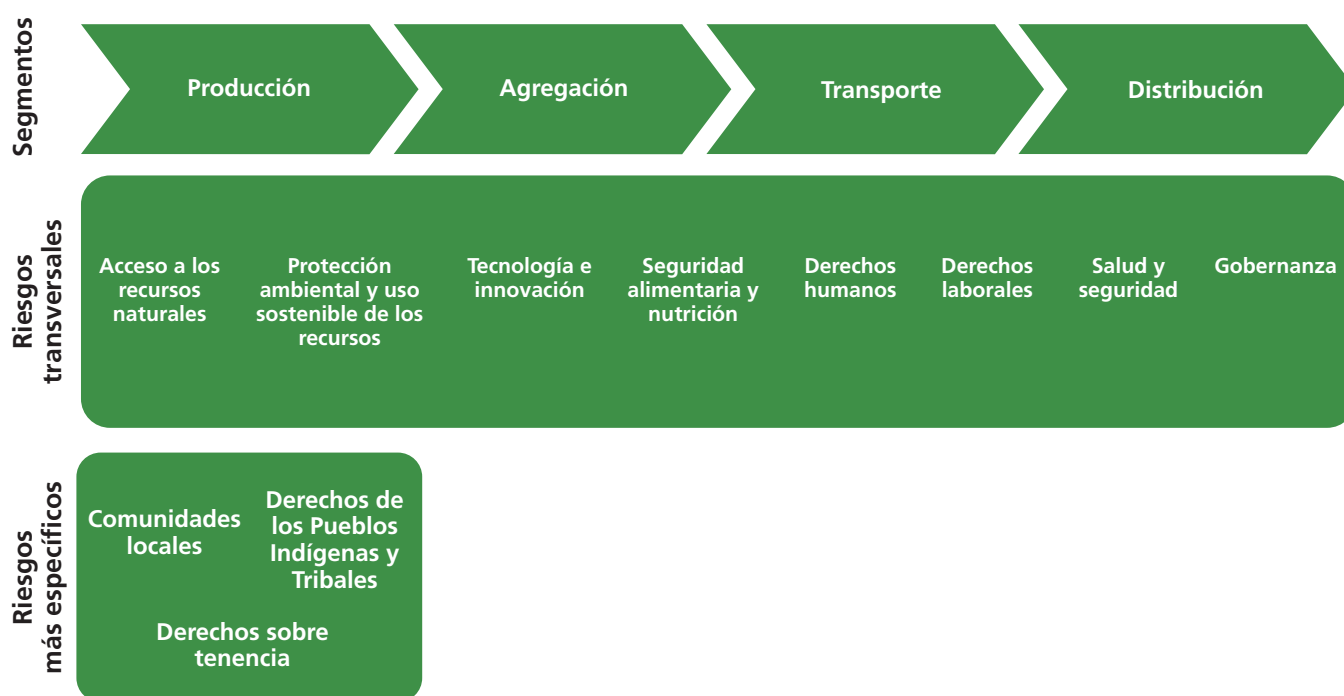 Segmentos
Producción
Agregación
Transporte
Distribución
Riesgos
transversales
Acceso a los
recursos
naturales
Protección
ambiental y uso
sostenible de los
recursos
Tecnología e
innovación
Seguridad
alimentaria y
nutrición
Derechos
humanos
Derechos
laborales
Salud y
seguridad
Gobernanza
Riesgos
más específicos
Comunidades
locales
Derechos de
los Pueblos
Indígenas y
Tribales
Derechos sobre
tenencia